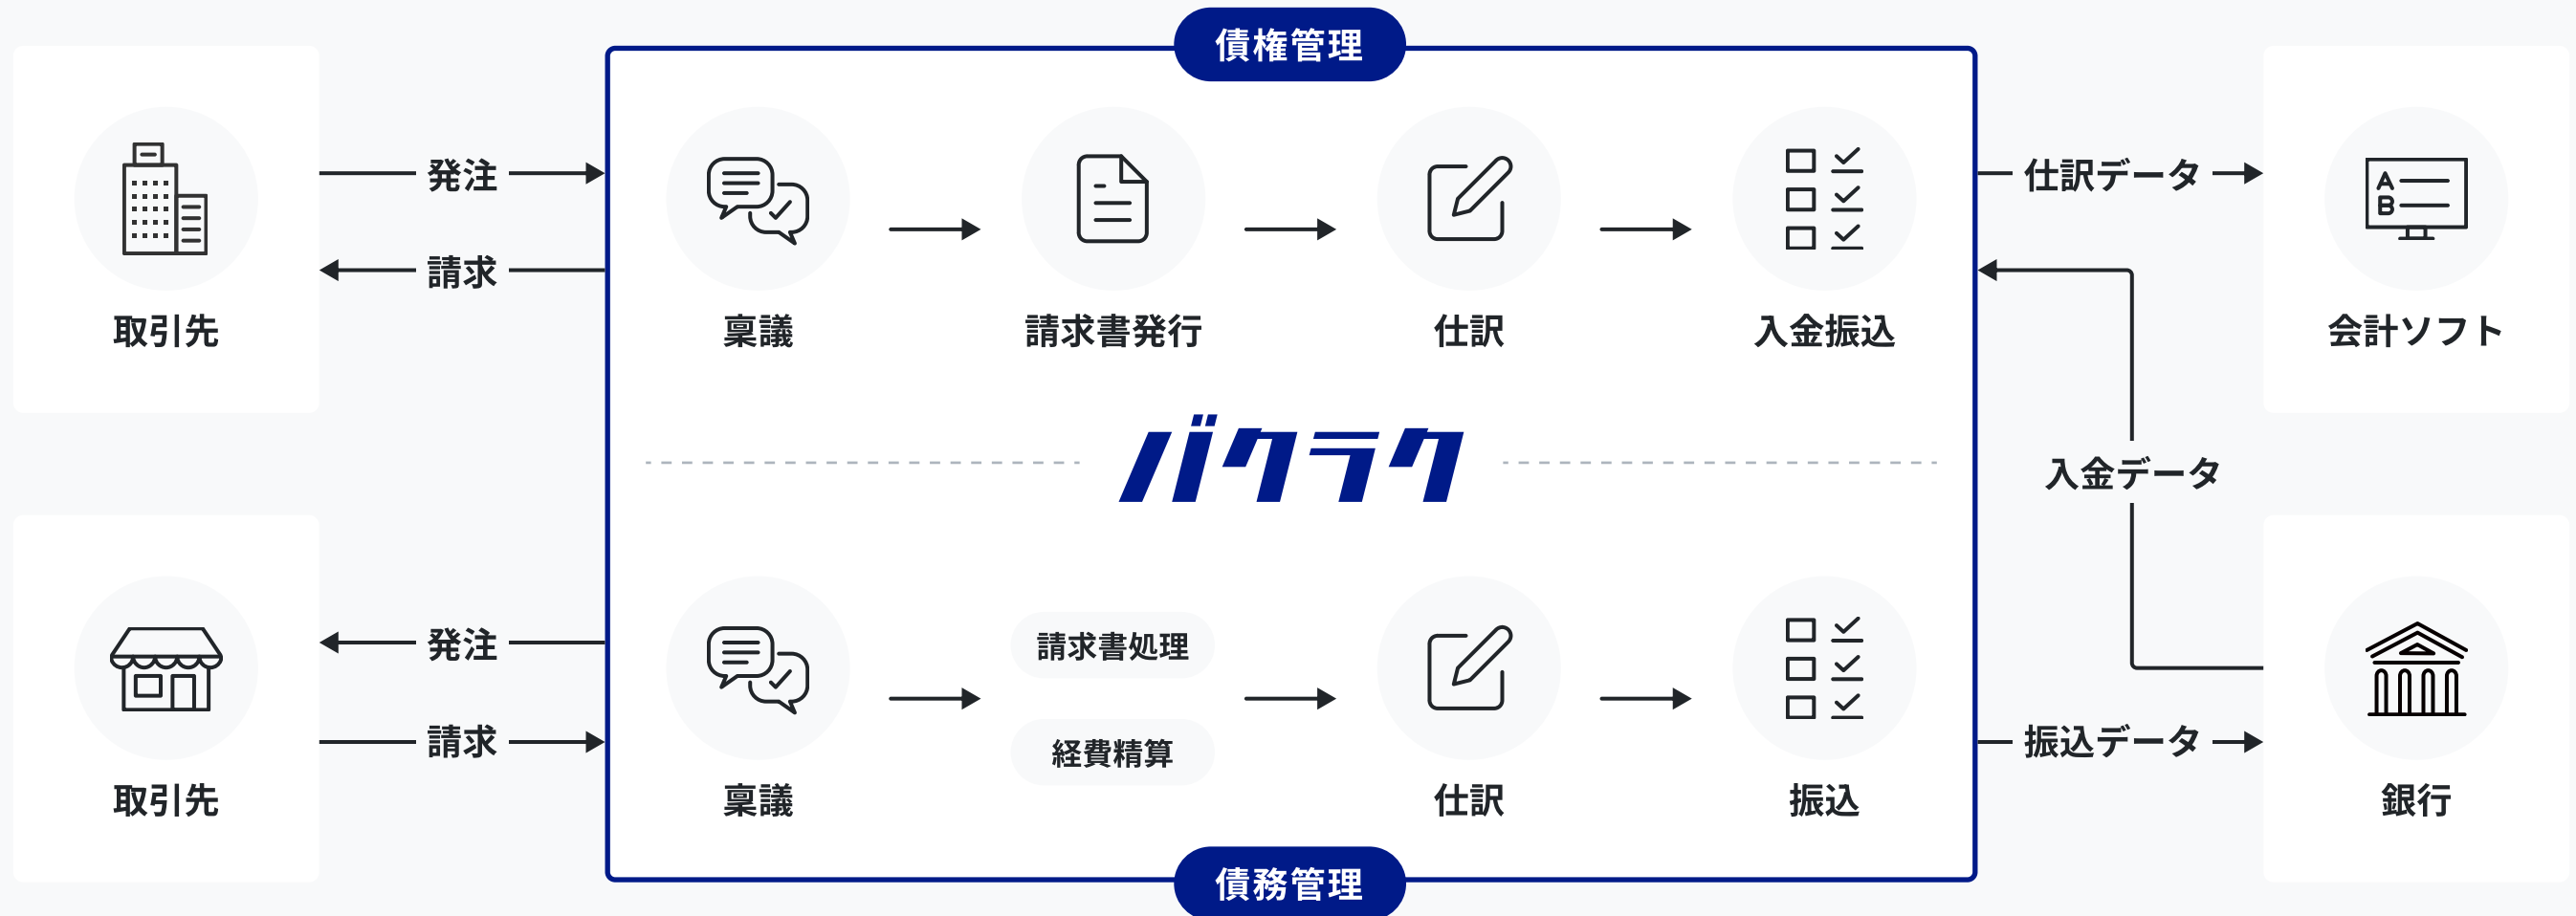 債権管理
取引先
発注
請求
稟議
請求書発行
仕訳
入金振込
仕訳データ
会計ソフト
バクラク
入金データ
取引先
発注
請求
稟議
請求書処理
経費精算
仕訳
振込
振込データ
銀行
債務管理
A
B